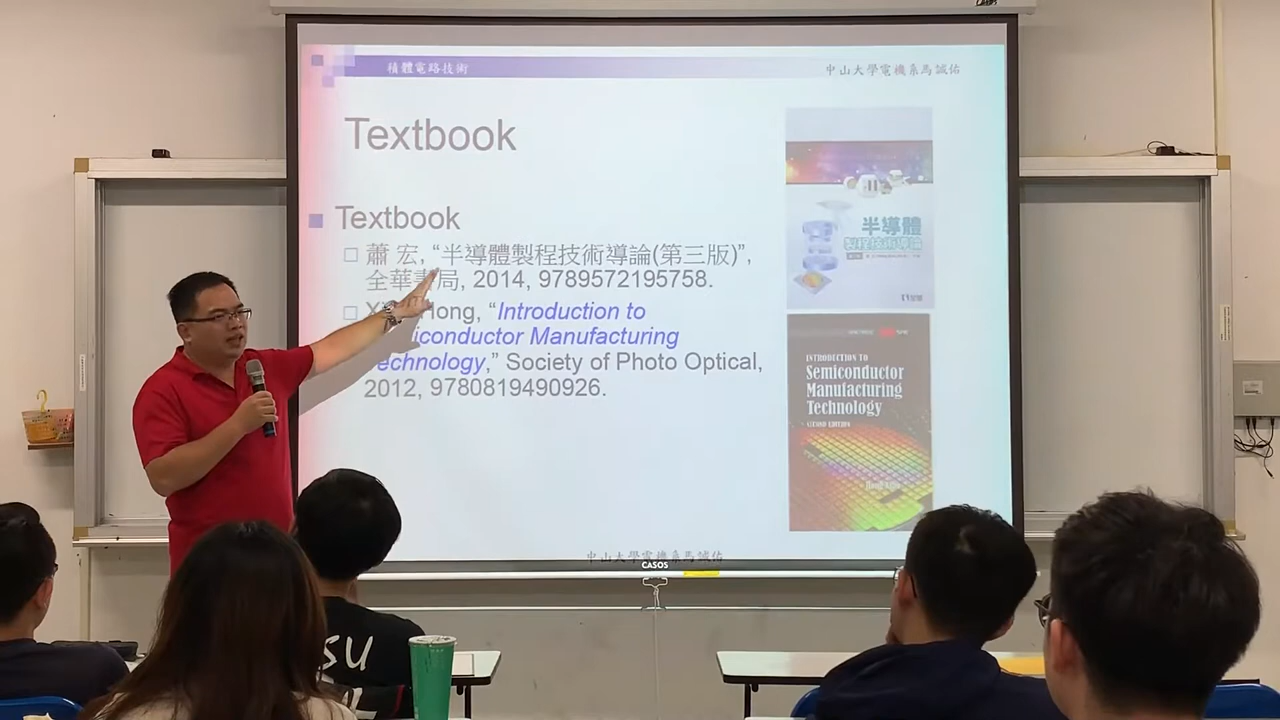 積體電路技術
中山大學電機系馬誠佑
Textbook
Textbook
蕭 宏, “半導體製程技術導論(第三版)”,
全華書局, 2014, 9789572195758.
Hong, “Introduction to
Manufacturing
,” Society of Photo Optical,
2012, 9780819490926.
半導體
製程技術導論
INTRODUCTION TO
Semiconductor
Manufacturing
Technology
SECOND EDITION
中山大學電機系馬誠佑
CASOS
SU